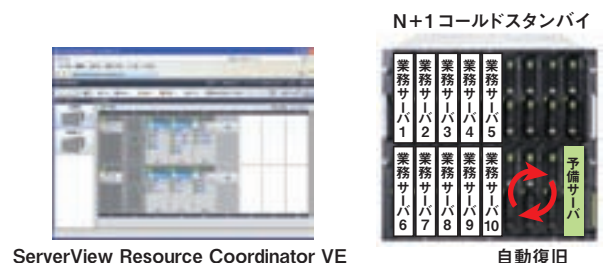 N+1コールドスタンバイ
業務サーバ1
業務サーバ2
業務サーバ3
業務サーバ4
業務サーバ5
業務サーバ6
業務サーバ7
業務サーバ8
業務サーバ9
業務サーバ10
予備サーバ
ServerView Resource Coordinator VE
自動復旧